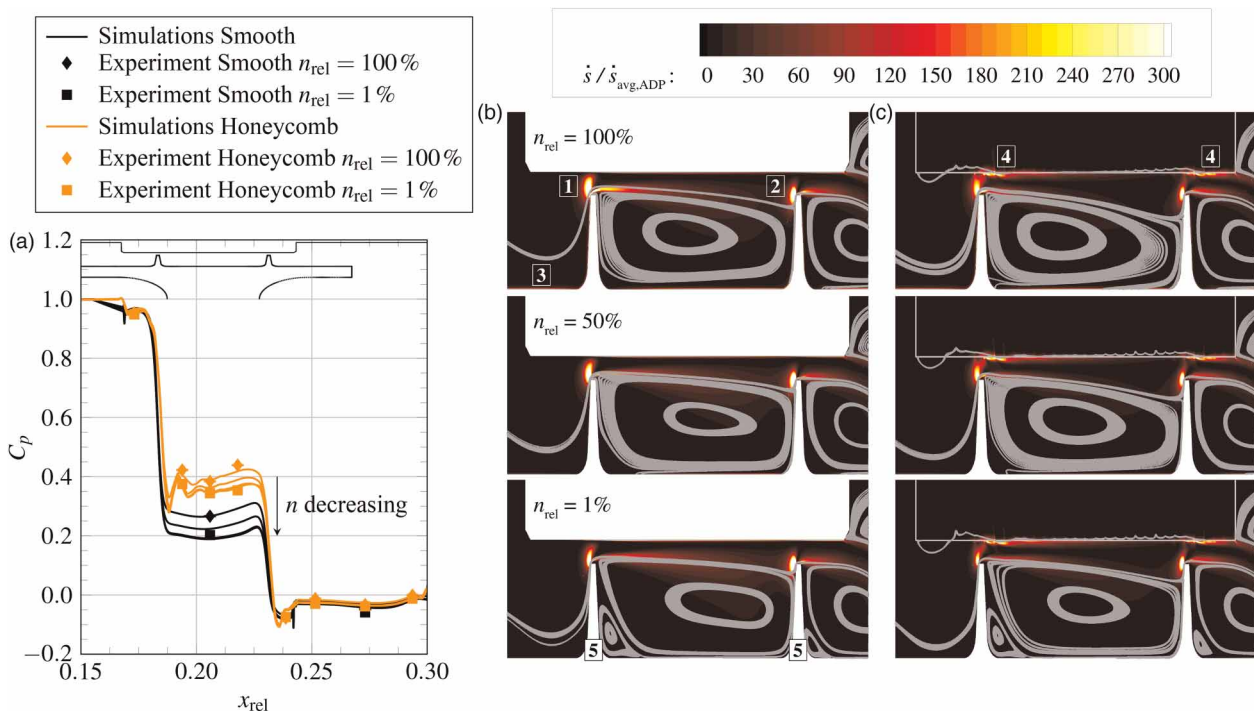 Simulations Smooth
Experiment Smooth n_rel = 100%
Experiment Smooth n_rel = 1%
Simulations Honeycomb
Experiment Honeycomb n_rel = 100%
Experiment Honeycomb n_rel = 1%
ṡ / ṡ_avg,ADP : 0 30 60 90 120 150 180 210 240 270 300
(a)
1.2
1.0
0.8
0.6
0.4
0.2
0.0
−0.2
C_p
n decreasing
0.15 0.20 0.25 0.30
x_rel
(b)
n_rel = 100%
1 2
3
n_rel = 50%
n_rel = 1%
5 5
(c)
4 4